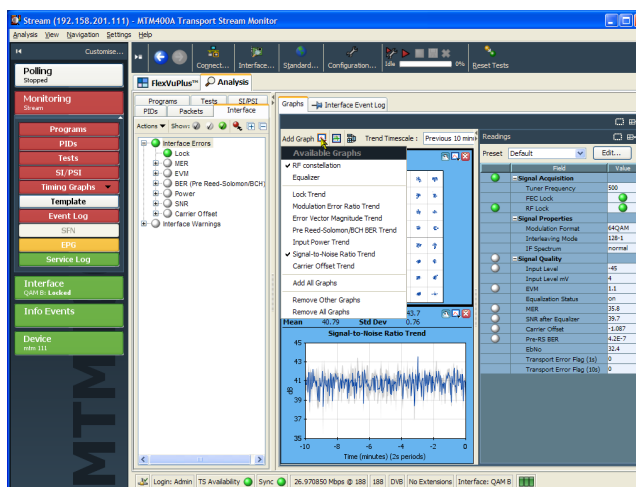 Stream (192.158.201.111) - MTM400A Transport Stream Monitor
Analysis View Navigation Settings Help
Customise...
Connect... Interface... Standard... Configuration... Idle 0% Reset Tests
Polling
Stopped
Monitoring
Stream
Programs
PIDs
Tests
SI/PSI
Timing Graphs
Template
Event Log
SFN
EPG
Service Log
Interface
QAM B: Locked
Info Events
Device
mtm 111
MTM
FlexVuPlus™ Analysis
Programs Tests SI/PSI
PIDs Packets Interface
Actions Show:
Interface Errors
Lock
MER
EVM
BER (Pre Reed-Solomon/BCH)
Power
SNR
Carrier Offset
Interface Warnings
Graphs Interface Event Log
Add Graph Trend Timescale : Previous 10 min
Available Graphs
RF constellation
Equalizer
Lock Trend
Modulation Error Ratio Trend
Error Vector Magnitude Trend
Pre Reed-Solomon/BCH BER Trend
Input Power Trend
Signal-to-Noise Ratio Trend
Carrier Offset Trend
Add All Graphs
Remove Other Graphs
Remove All Graphs
43.7
Mean 40.79 Std Dev 0.76
Signal-to-Noise Ratio Trend
dB
45
43
41
39
37
35
-10 -8 -6 -4 -2 0
Time (minutes) (2s periods)
Readings
Preset Default Edit...
Field Value
Signal Acquisition
Tuner Frequency 500
FEC Lock
RF Lock
Signal Properties
Modulation Format 64QAM
Interleaving Mode 128-1
IF Spectrum normal
Signal Quality
Input Level -45
Input Level mV 4
EVM 1.1
Equalization Status on
MER 35.8
SNR after Equalizer 39.7
Carrier Offset -1.087
Pre-RS BER 4.2E-7
EbNo 32.4
Transport Error Flag (1s) 0
Transport Error Flag (10s) 0
Login: Admin TS Availability Sync 26.970850 Mbps @ 188 188 DVB No Extensions Interface: QAM B